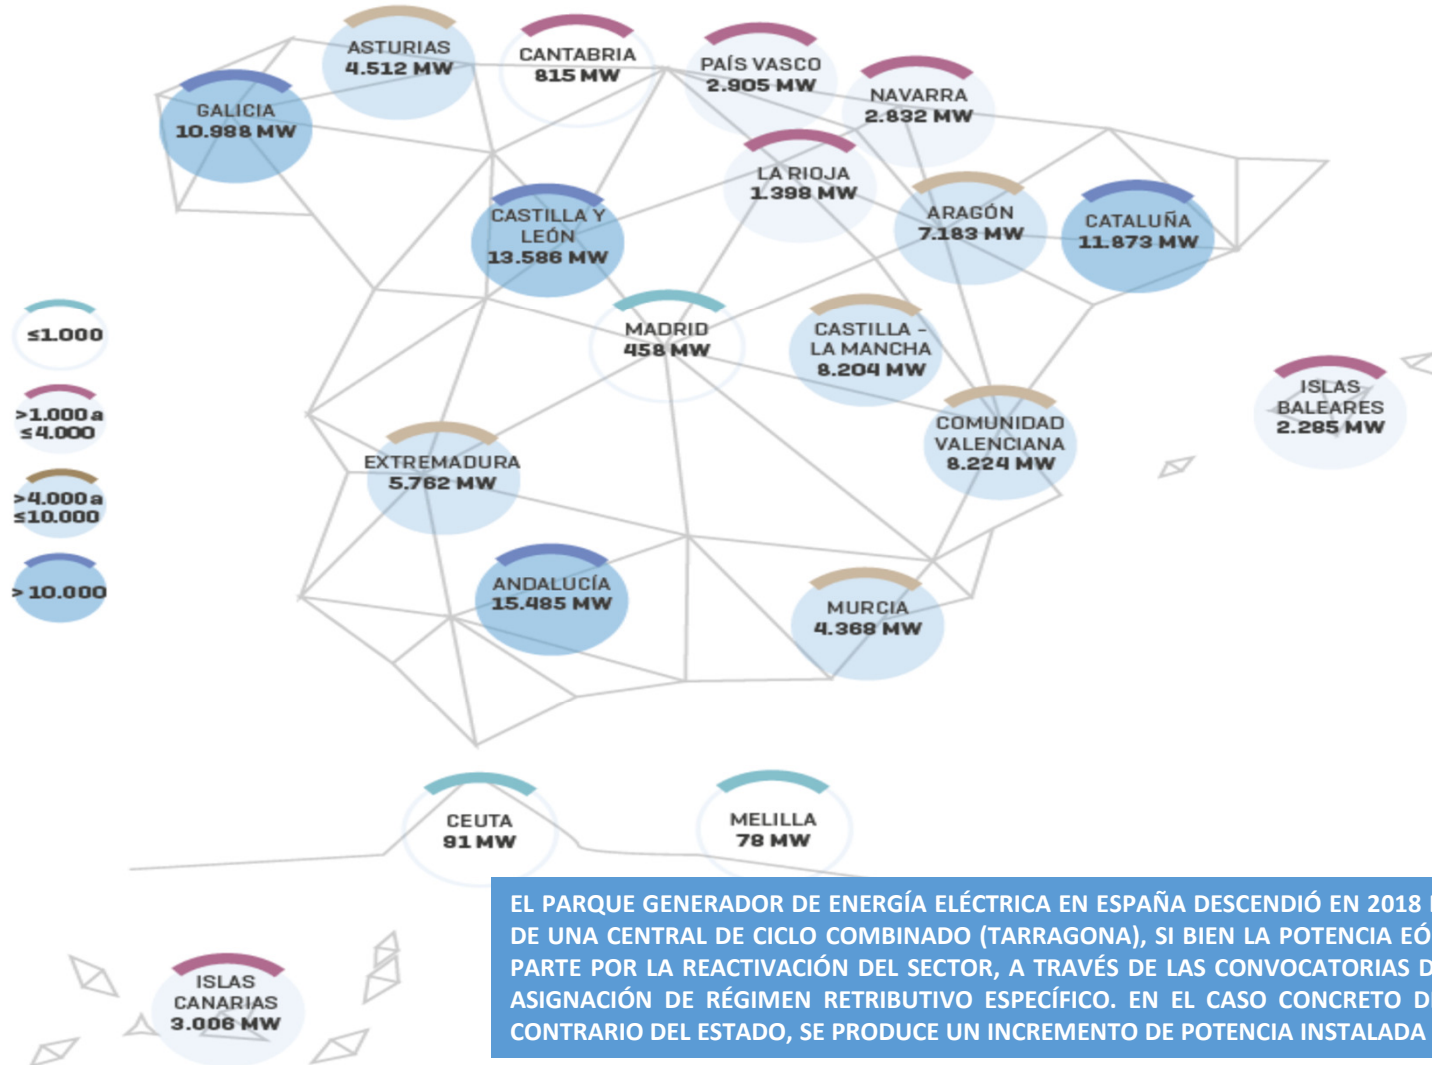 ASTURIAS
4.512 MW
CANTABRIA
815 MW
PAÍS VASCO
2.905 MW
NAVARRA
2.832 MW
GALICIA
10.988 MW
LA RIOJA
1.398 MW
CASTILLA Y
LEÓN
13.586 MW
ARAGÓN
7.183 MW
CATALUÑA
11.873 MW
≤1.000
>1.000 a
≤4.000
>4.000 a
≤10.000
> 10.000
MADRID
458 MW
CASTILLA -
LA MANCHA
8.204 MW
ISLAS
BALEARES
2.285 MW
COMUNIDAD
VALENCIANA
8.224 MW
EXTREMADURA
5.762 MW
ANDALUCÍA
15.485 MW
MURCIA
4.368 MW
CEUTA
91 MW
MELILLA
78 MW
ISLAS
CANARIAS
3.006 MW
EL PARQUE GENERADOR DE ENERGÍA ELÉCTRICA EN ESPAÑA DESCENDIÓ EN 2018
DE UNA CENTRAL DE CICLO COMBINADO (TARRAGONA), SI BIEN LA POTENCIA
PARTE POR LA REACTIVACIÓN DEL SECTOR, A TRAVÉS DE LAS CONVOCATORIAS
ASIGNACIÓN DE RÉGIMEN RETRIBUTIVO ESPECÍFICO. EN EL CASO CONCRETO
CONTRARIO DEL ESTADO, SE PRODUCE UN INCREMENTO DE POTENCIA INSTALADA